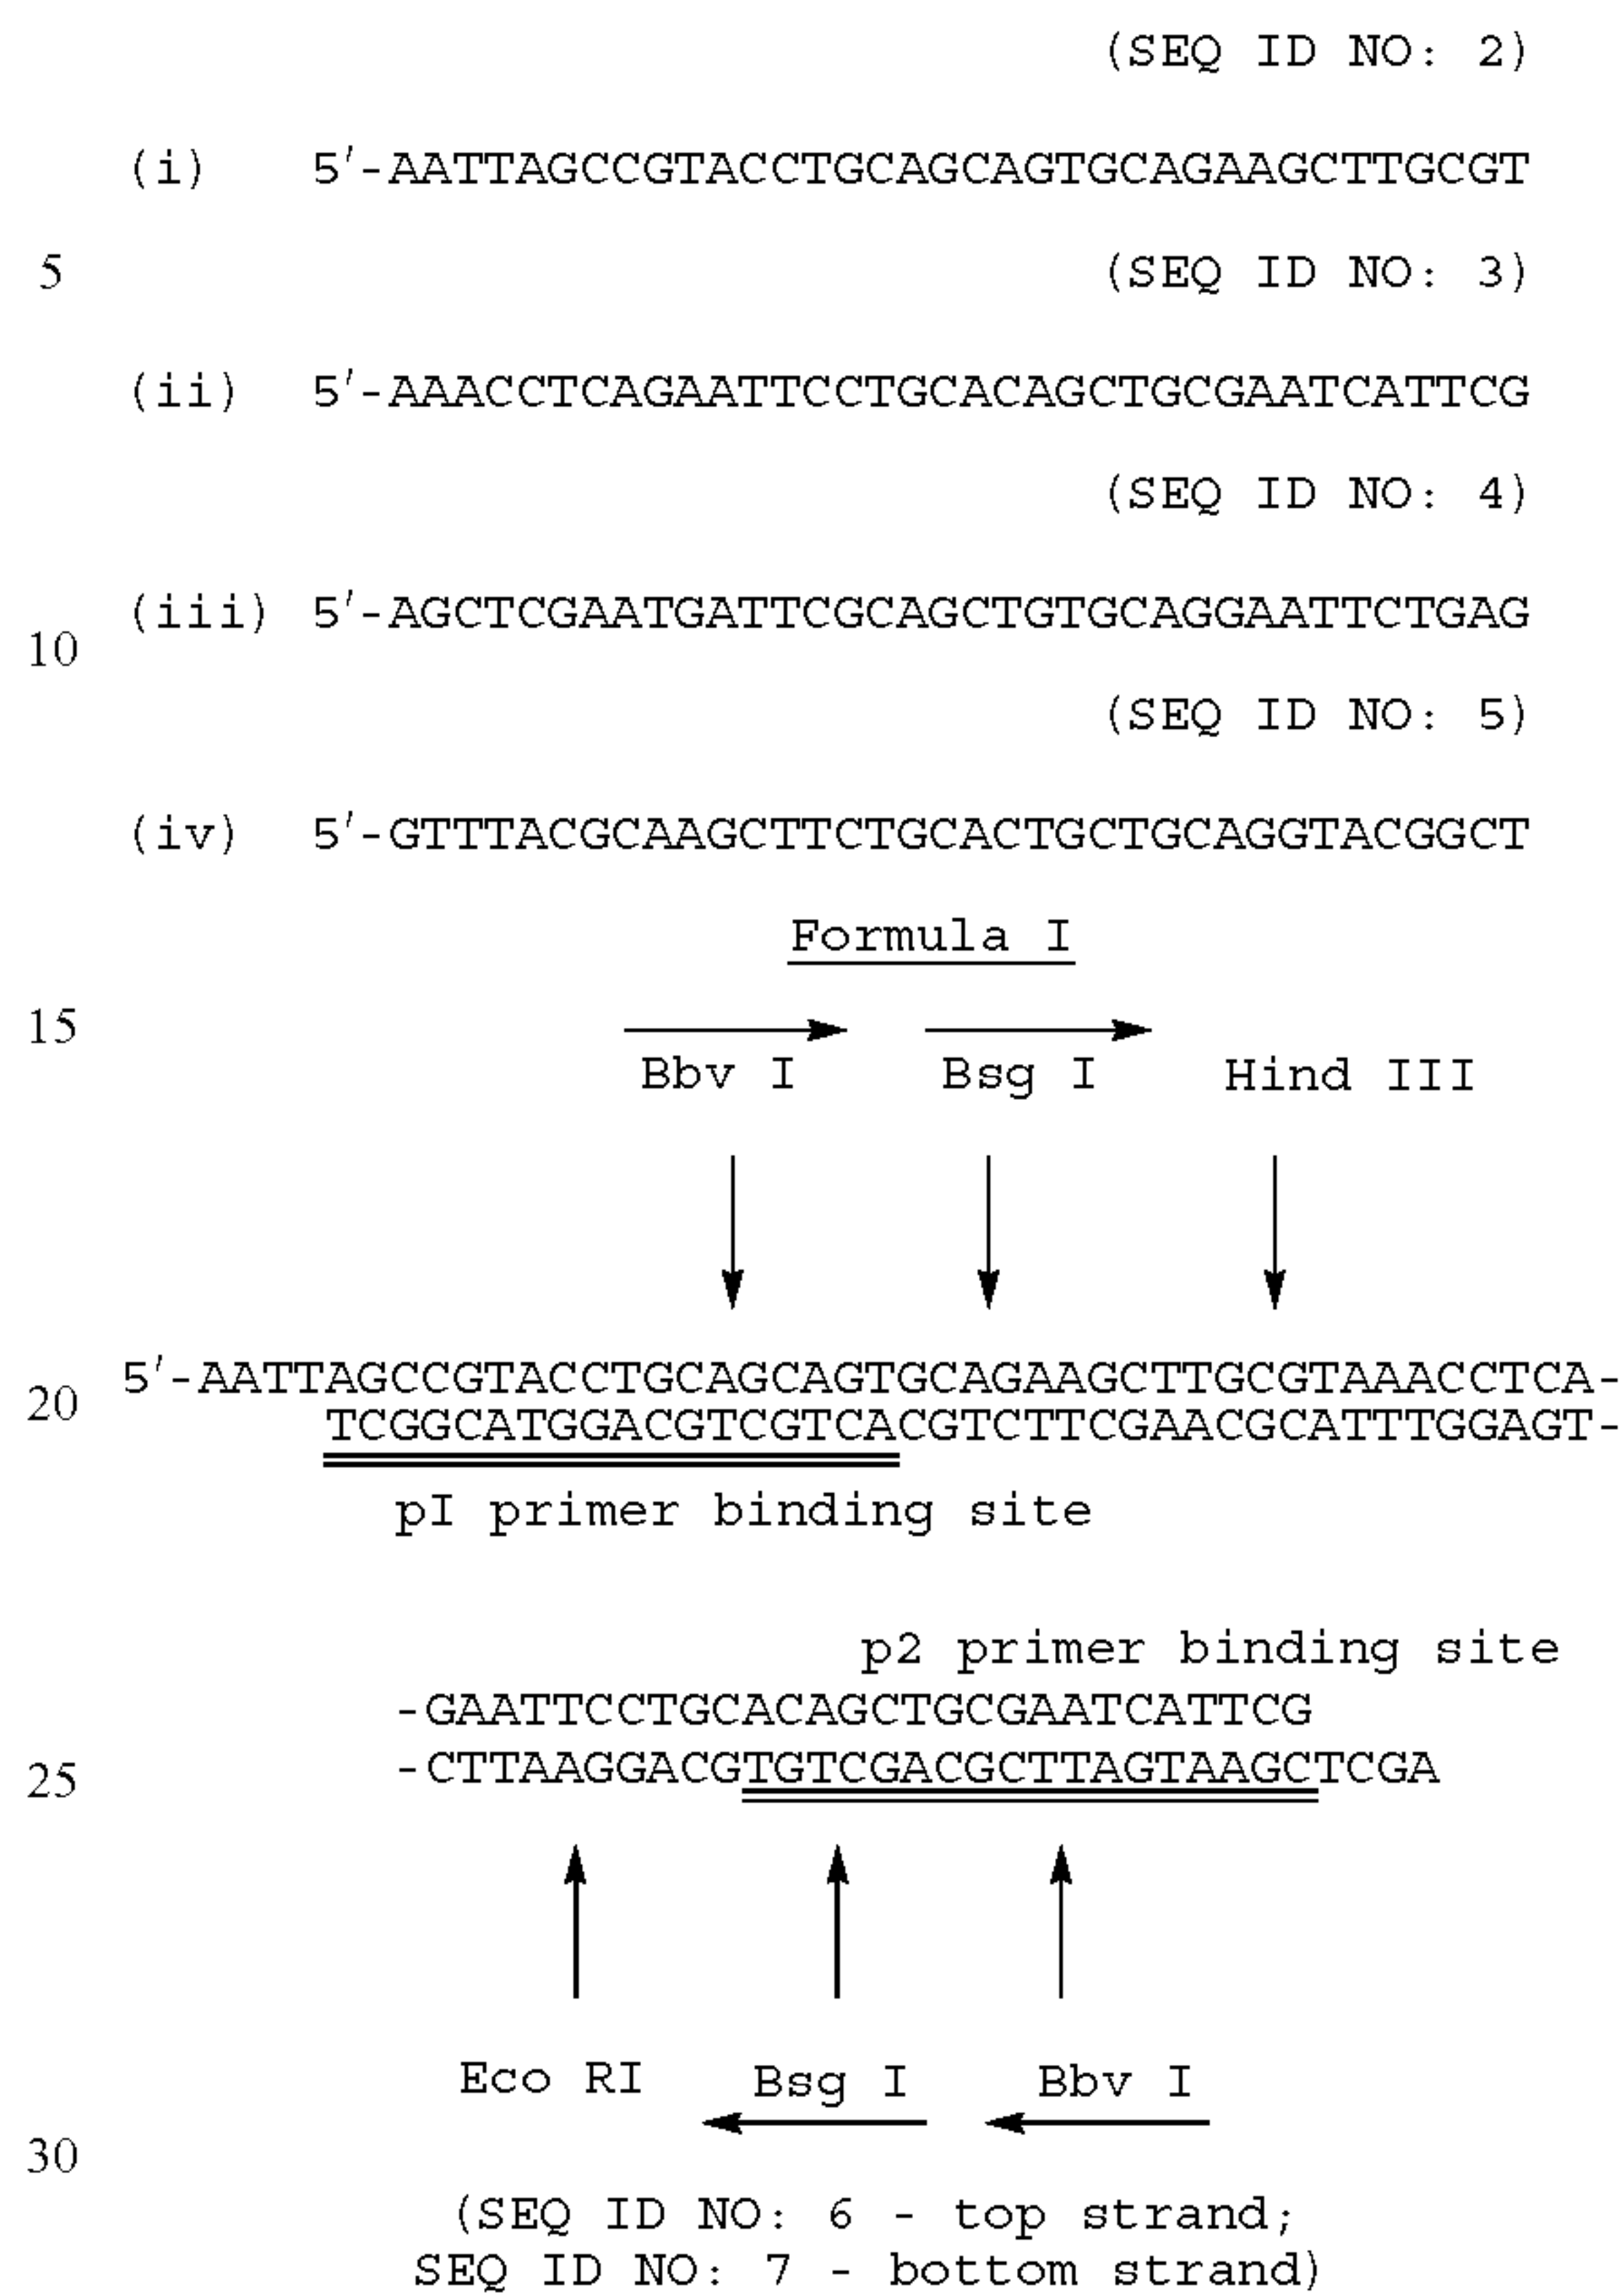 (SEQ ID NO: 2)
(i) 5′-AATTAGCCGTACCTGCAGCAGTGCAGAAGCTTGCGT
5 (SEQ ID NO: 3)
(ii) 5′-AAACCTCAGAATTCCTGCACAGCTGCGAATCATTCG
(SEQ ID NO: 4)
(iii) 5′-AGCTCGAATGATTCGCAGCTGTGCAGGAATTCTGAG
10
(SEQ ID NO: 5)
(iv) 5′-GTTTACGCAAGCTTCTGCACTGCTGCAGGTACGGCT
Formula I
15
Bbv I Bsg I Hind III
5′-AATTAGCCGTACCTGCAGCAGTGCAGAAGCTTGCGTAAACCTCA-
20
TCGGCATGGACGTCGTCACGTCTTCGAACGCATTTGGAGT-
pI primer binding site
p2 primer binding site
-GAATTCCTGCACAGCTGCGAATCATTCG
25 -CTTAAGGACGTGTCGACGCTTAGTAAGCTCGA
Eco RI Bsg I Bbv I
30
(SEQ ID NO: 6 - top strand;
SEQ ID NO: 7 - bottom strand)